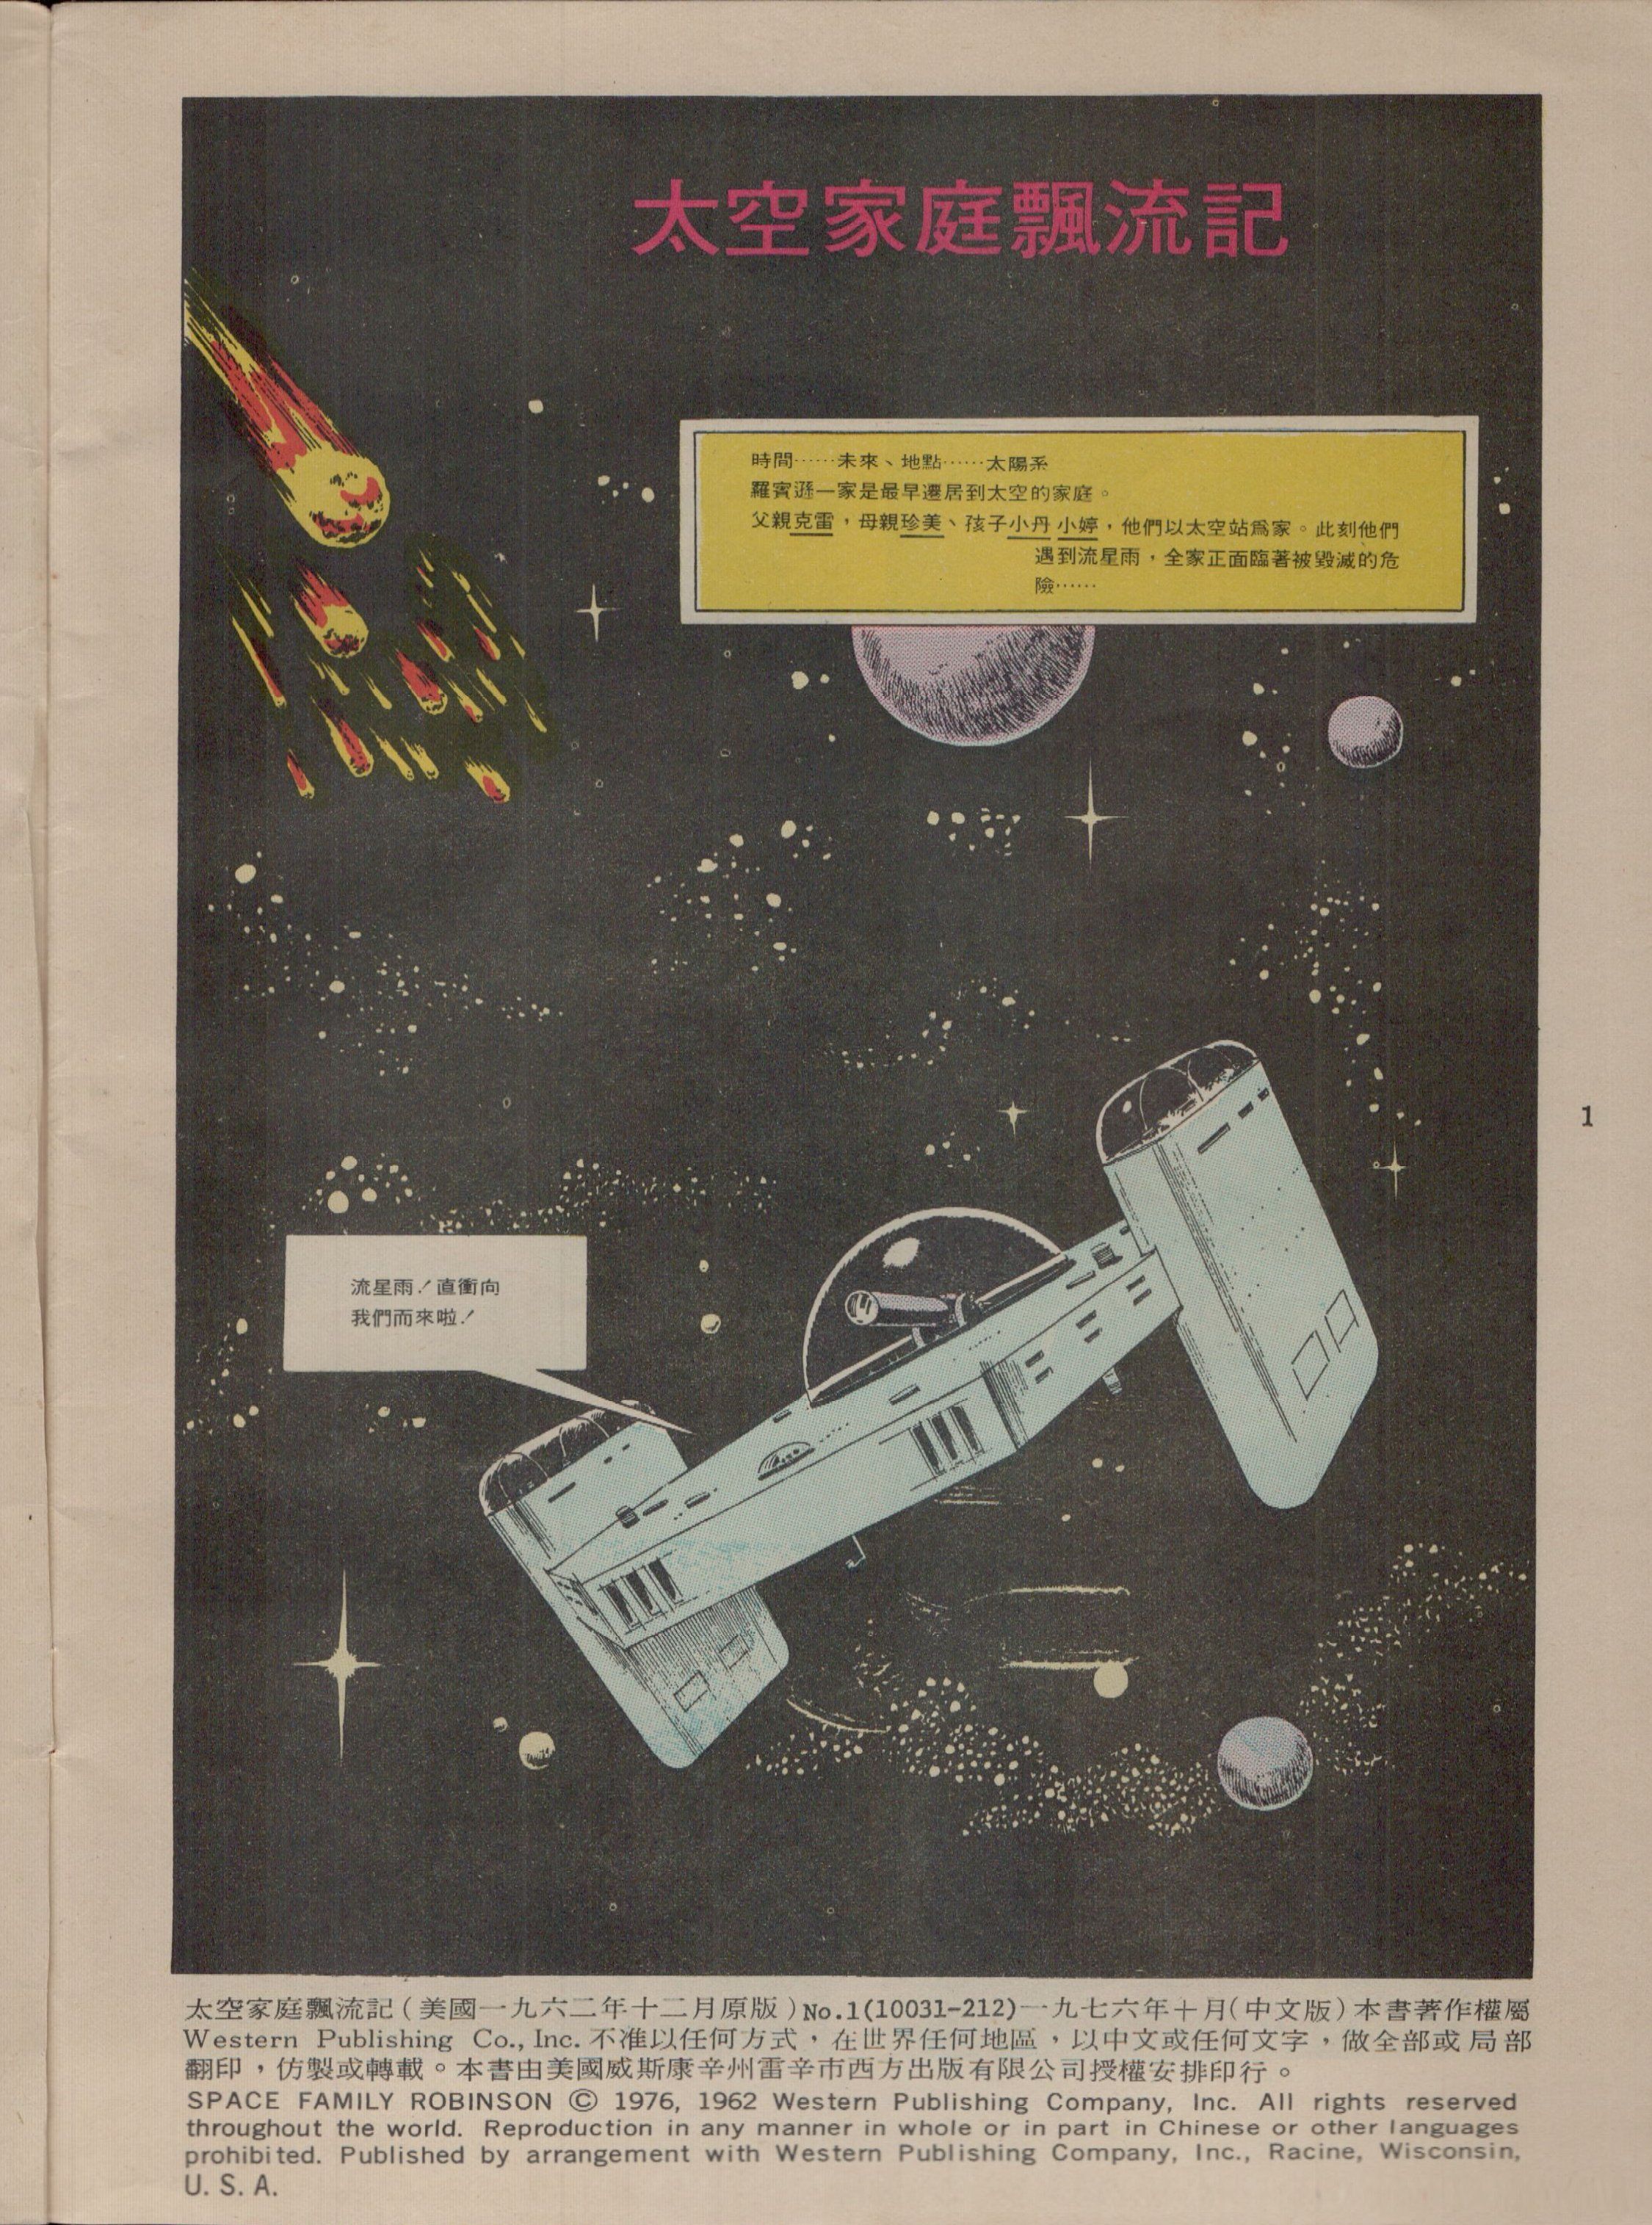 太空家庭飄流記
時間……未來、地點……太陽系
羅賓遜一家是最早遷居到太空的家庭。
父親克雷，母親珍美、孩子小丹 小婷，他們以太空站爲家。此刻他們
遇到流星雨，全家正面臨著被毀滅的危
險……
流星雨！直衝向
我們而來啦！
1
太空家庭飄流記(美國一九六二年十二月原版)No.1(10031-212)一九七六年十月(中文版)本書著作權屬
Western Publishing Co., Inc. 不准以任何方式，在世界任何地區，以中文或任何文字，做全部或局部
翻印，仿製或轉載。本書由美國威斯康辛州雷辛市西方出版有限公司授權安排印行。
SPACE FAMILY ROBINSON © 1976, 1962 Western Publishing Company, Inc. All rights reserved
throughout the world. Reproduction in any manner in whole or in part in Chinese or other languages
prohibited. Published by arrangement with Western Publishing Company, Inc., Racine, Wisconsin,
U. S. A.